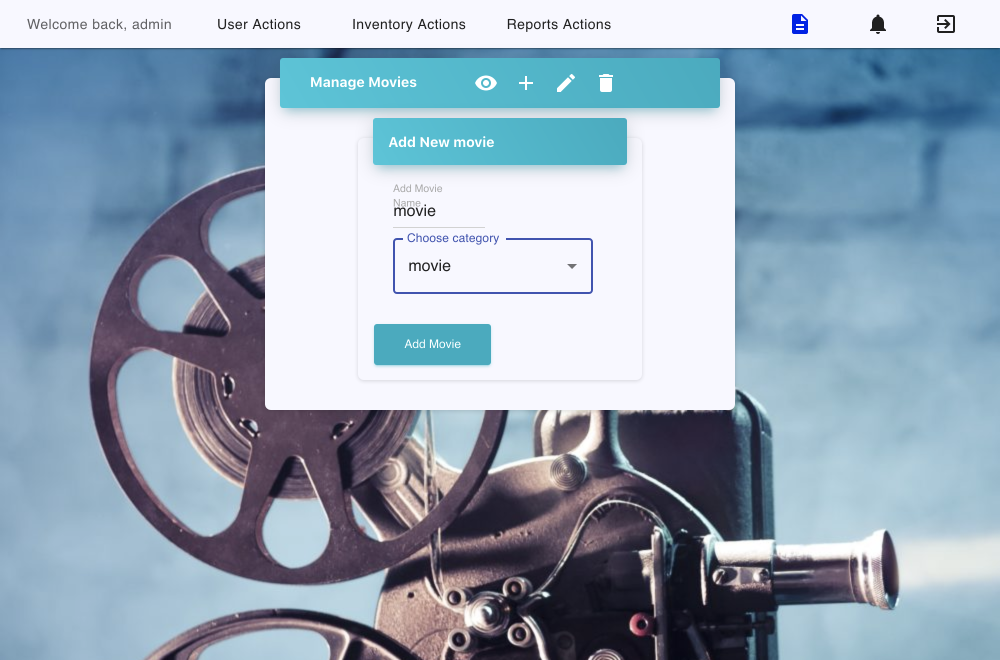 Welcome back, admin
User Actions
Inventory Actions
Reports Actions
Manage Movies
Add New movie
Add Movie
Name
movie
Choose category
movie
Add Movie